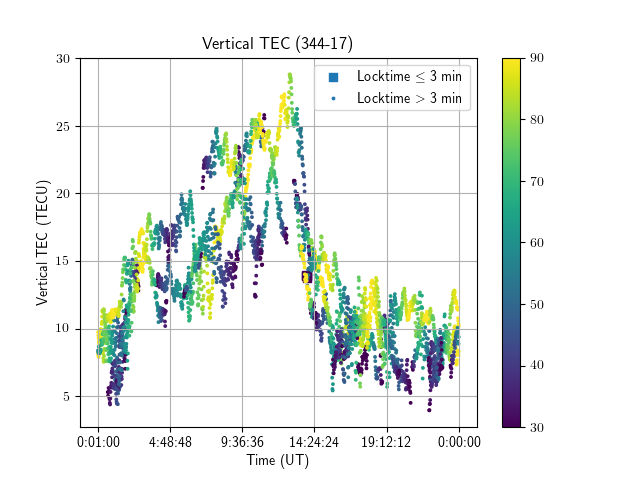 Vertical TEC (344-17)
Locktime ≤ 3 min
Locktime > 3 min
Vertical TEC (TECU)
30
25
20
15
10
5
0:01:00 4:48:48 9:36:36 14:24:24 19:12:12 0:00:00
Time (UT)
90
80
70
60
50
40
30